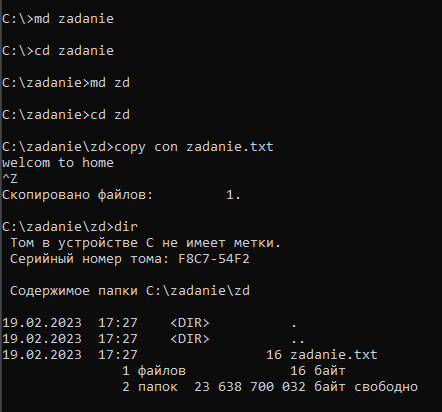 C:\>md zadanie
C:\>cd zadanie
C:\zadanie>md zd
C:\zadanie>cd zd
C:\zadanie\zd>copy con zadanie.txt
welcom to home
^Z
Скопировано файлов:         1.
C:\zadanie\zd>dir
 Том в устройстве C не имеет метки.
 Серийный номер тома: F8C7-54F2
 Содержимое папки C:\zadanie\zd
19.02.2023  17:27    <DIR>          .
19.02.2023  17:27    <DIR>          ..
19.02.2023  17:27                16 zadanie.txt
               1 файлов             16 байт
               2 папок  23 638 700 032 байт свободно